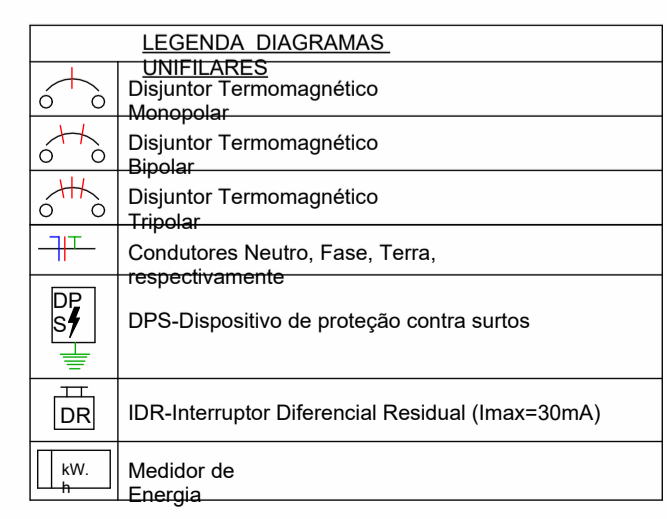 LEGENDA DIAGRAMAS
UNIFILARES
Disjuntor Termomagnético
Monopolar
Disjuntor Termomagnético
Bipolar
Disjuntor Termomagnético
Tripolar
Condutores Neutro, Fase, Terra,
respectivamente
DP
S
DPS-Dispositivo de proteção contra surtos
DR
IDR-Interruptor Diferencial Residual (Imax=30mA)
kW.
h
Medidor de
Energia